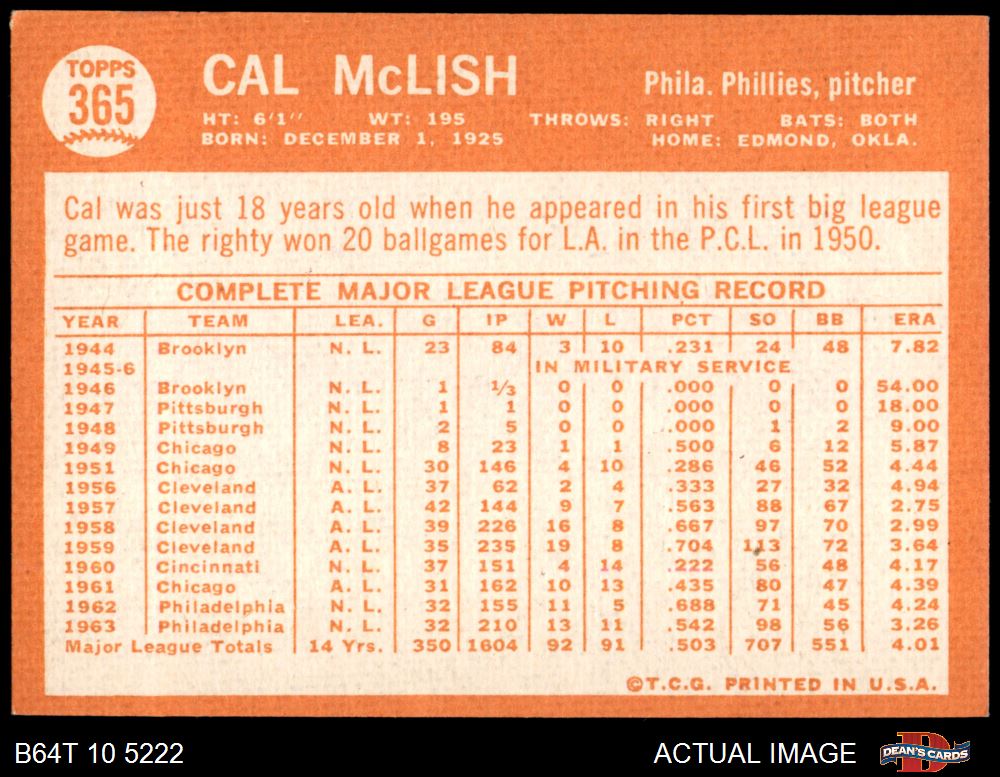 TOPPS
365
CAL McLISH
Phila. Phillies, pitcher
HT: 6'1" WT: 195 THROWS: RIGHT BATS: BOTH
BORN: DECEMBER 1, 1925 HOME: EDMOND, OKLA.
Cal was just 18 years old when he appeared in his first big league
game. The righty won 20 ballgames for L.A. in the P.C.L. in 1950.
COMPLETE MAJOR LEAGUE PITCHING RECORD
YEAR TEAM LEA. G IP W L PCT SO BB ERA
1944 Brooklyn N. L. 23 84 3 10 .231 24 48 7.82
1945-6 IN MILITARY SERVICE
1946 Brooklyn N. L. 1 1/3 0 0 .000 0 0 54.00
1947 Pittsburgh N. L. 1 1 0 0 .000 0 0 18.00
1948 Pittsburgh N. L. 2 5 0 0 .000 1 2 9.00
1949 Chicago N. L. 8 23 1 1 .500 6 12 5.87
1951 Chicago N. L. 30 146 4 10 .286 46 52 4.44
1956 Cleveland A. L. 37 62 2 4 .333 27 32 4.94
1957 Cleveland A. L. 42 144 9 7 .563 88 67 2.75
1958 Cleveland A. L. 39 226 16 8 .667 97 70 2.99
1959 Cleveland A. L. 35 235 19 8 .704 113 72 3.64
1960 Cincinnati N. L. 37 151 4 14 .222 56 48 4.17
1961 Chicago A. L. 31 162 10 13 .435 80 47 4.39
1962 Philadelphia N. L. 32 155 11 5 .688 71 45 4.24
1963 Philadelphia N. L. 32 210 13 11 .542 98 56 3.26
Major League Totals 14 Yrs. 350 1604 92 91 .503 707 551 4.01
©T.C.G. PRINTED IN U.S.A.
B64T 10 5222 ACTUAL IMAGE DEAN'S CARDS